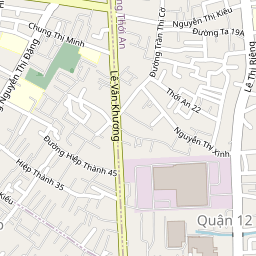 Thới An
Nguyễn Thị Kiểu
Chung Thị Minh
Đường Trần Thị Cờ
Đường Ta 19A
Nguyễn Thị Đặng
Lê Văn Khương
Lê Thị Riêng
Thới An 22
Nguyễn Thị Xinh
Đường Hiệp Thành 45
Hiệp Thành 35
Kiểu
Quận 12